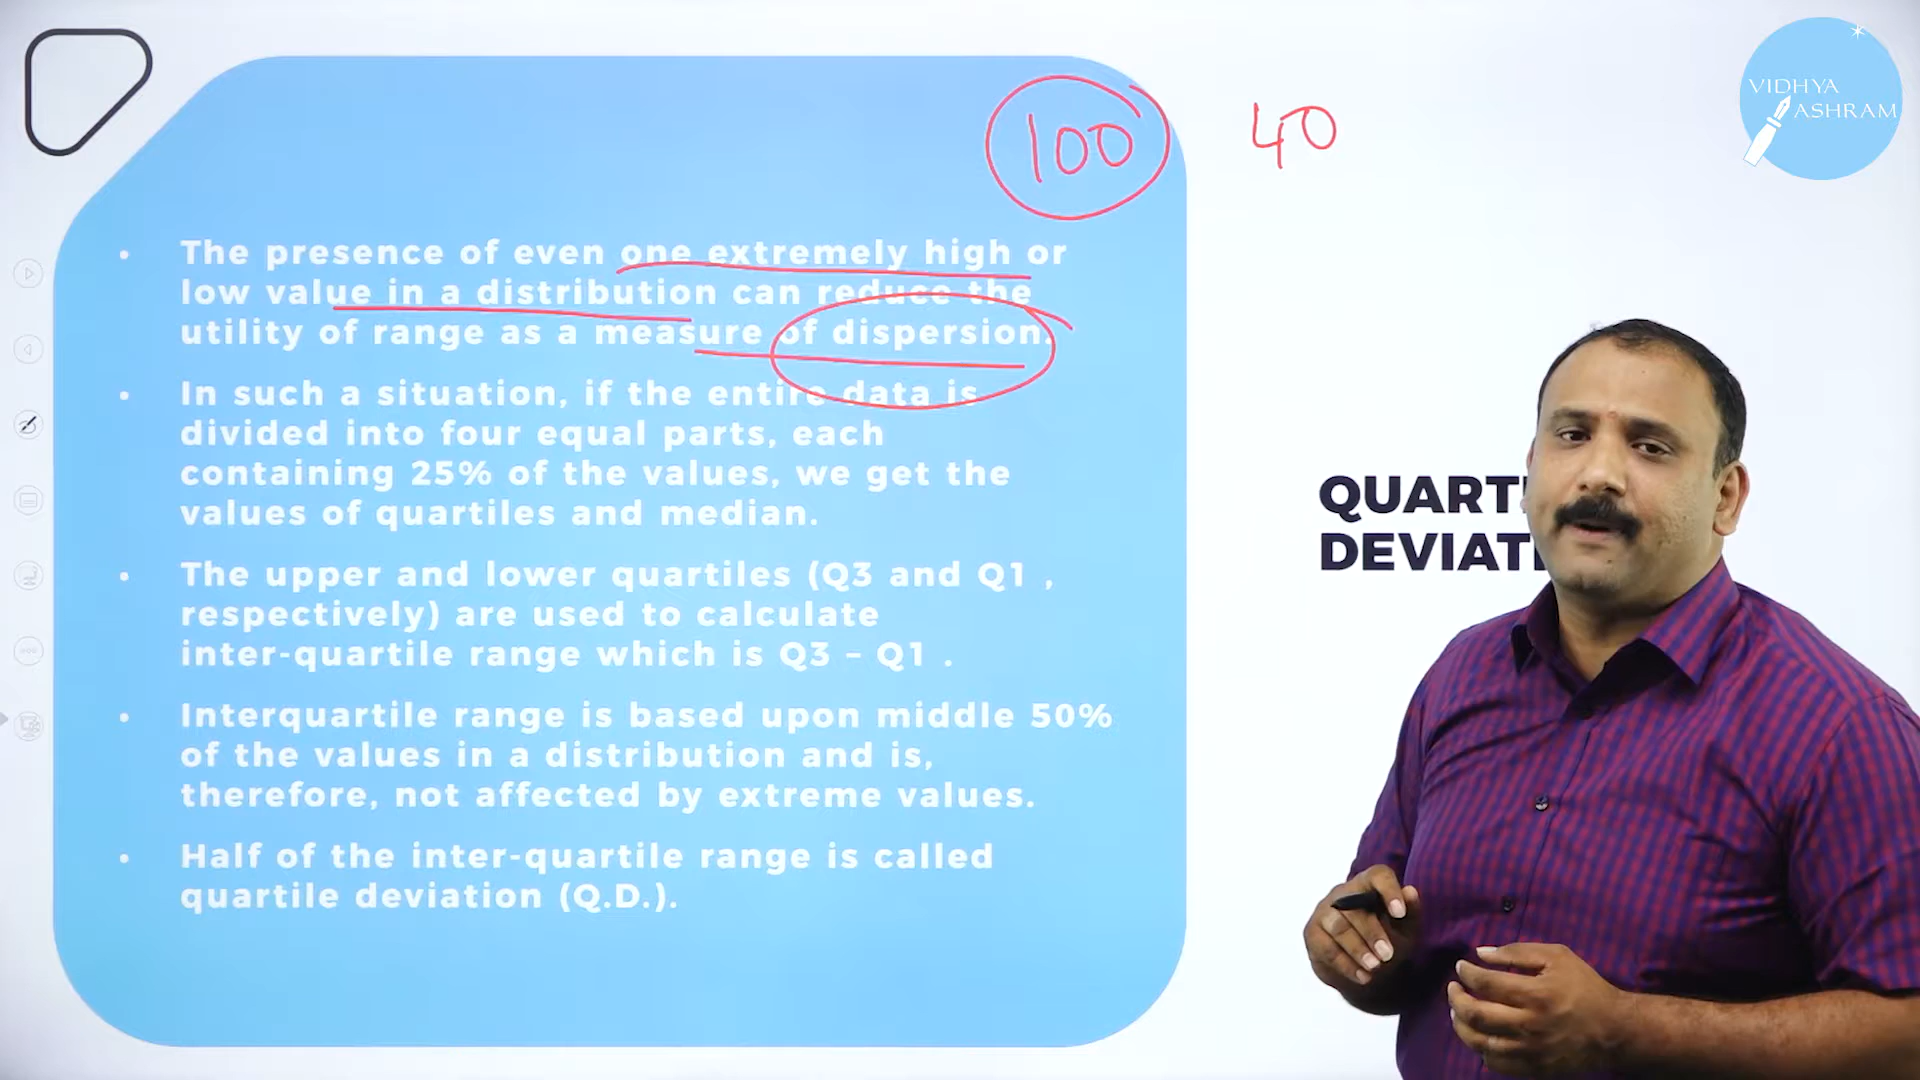 VIDHYA
ASHRAM
100 40
• The presence of even one extremely high or
low value in a distribution can reduce the
utility of range as a measure of dispersion.
• In such a situation, if the entire data is
divided into four equal parts, each
containing 25% of the values, we get the
values of quartiles and median.
• The upper and lower quartiles (Q3 and Q1 ,
respectively) are used to calculate
inter-quartile range which is Q3 – Q1 .
• Interquartile range is based upon middle 50%
of the values in a distribution and is,
therefore, not affected by extreme values.
• Half of the inter-quartile range is called
quartile deviation (Q.D.).
QUARTI
DEVIATI